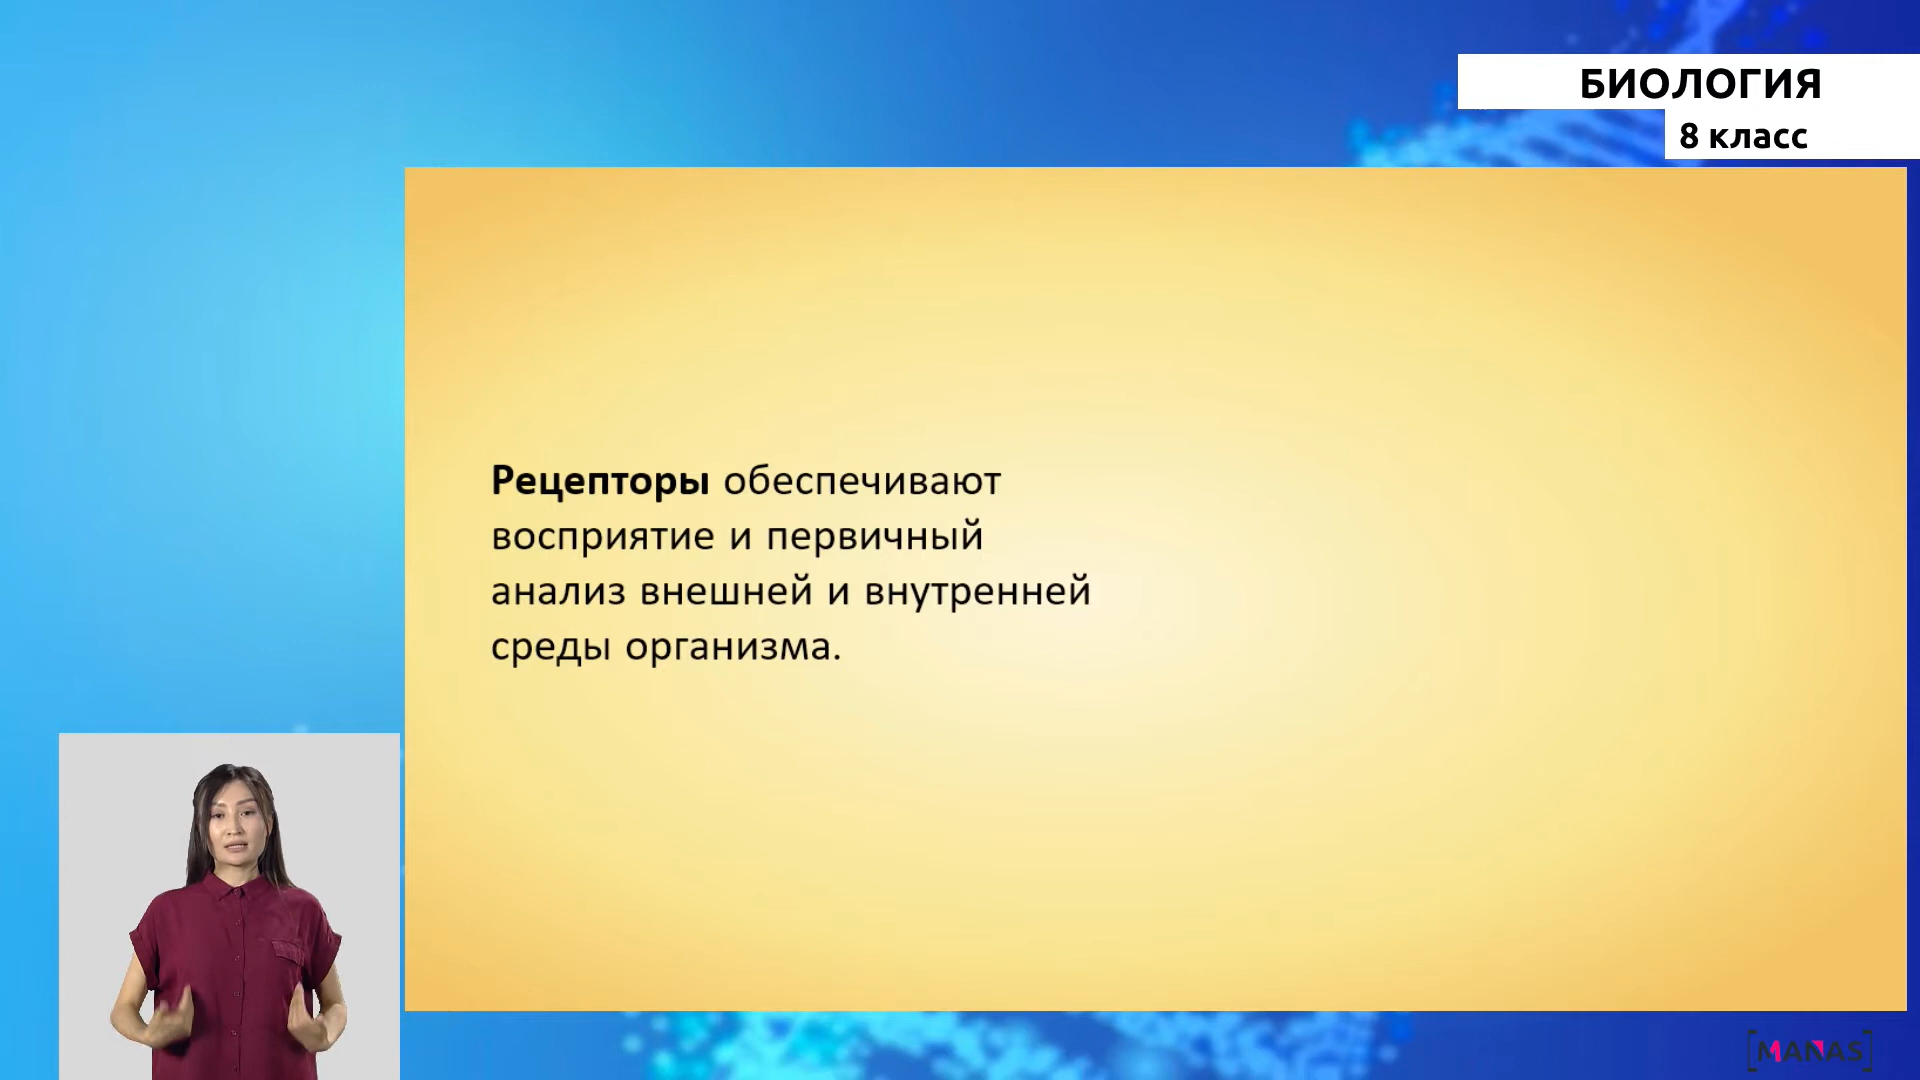 БИОЛОГИЯ
8 класс
Рецепторы обеспечивают
восприятие и первичный
анализ внешней и внутренней
среды организма.
[MANAS]